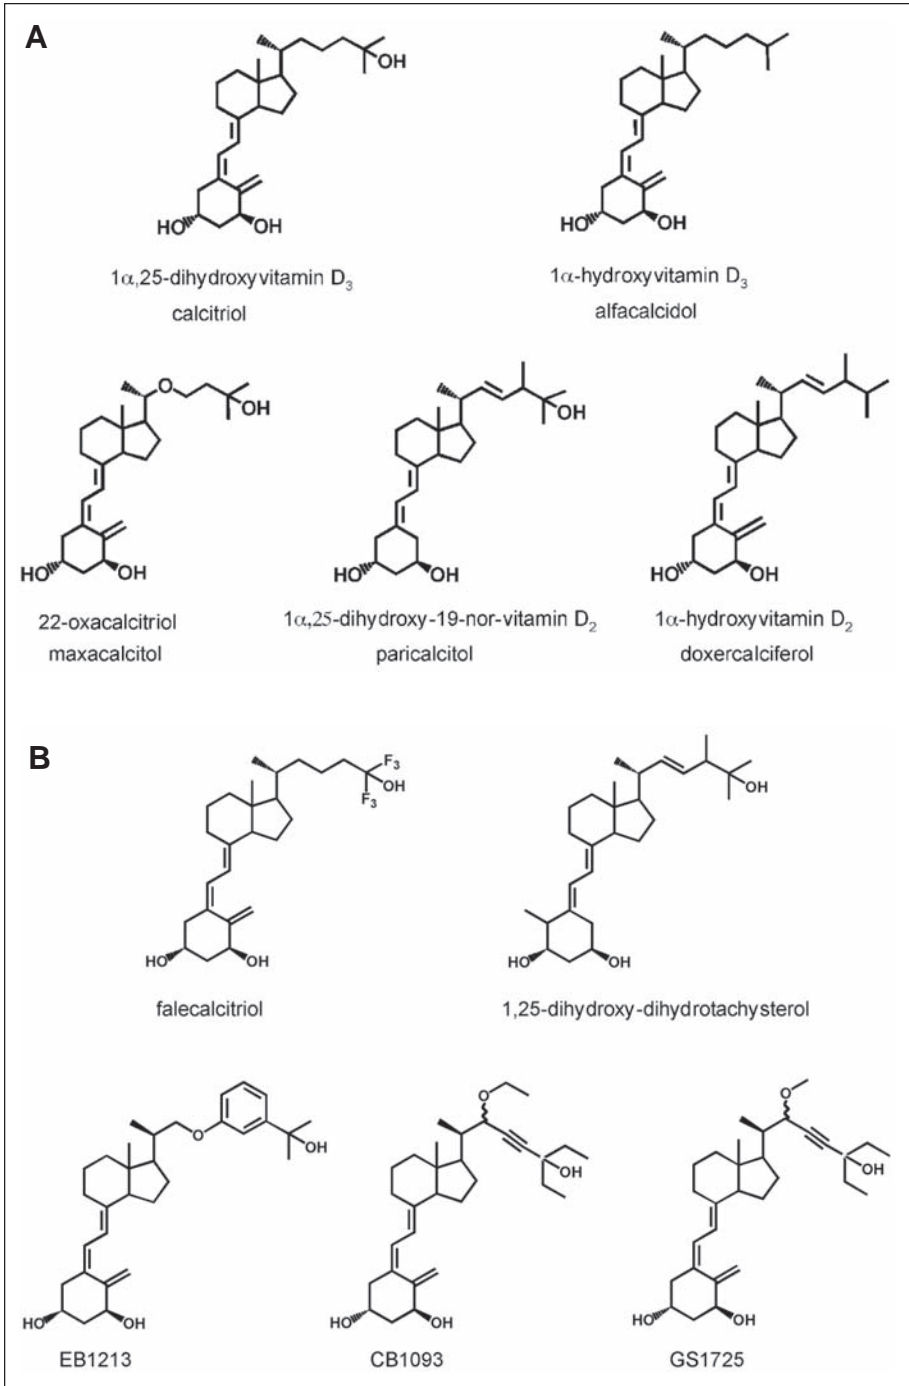 A
OH
HO OH
HO OH
1α,25-dihydroxyvitamin D3
1α-hydroxyvitamin D3
calcitriol
alfacalcidol
O
OH
OH
HO OH
HO OH
HO OH
22-oxacalcitriol
1α,25-dihydroxy-19-nor-vitamin D2
1α-hydroxyvitamin D2
maxacalcitol
paricalcitol
doxercalciferol
B
F3
OH
F3
OH
HO OH
HO OH
falecalcitriol
1,25-dihydroxy-dihydrotachysterol
O
O
O
OH
OH
OH
HO OH
HO OH
HO OH
EB1213
CB1093
GS1725